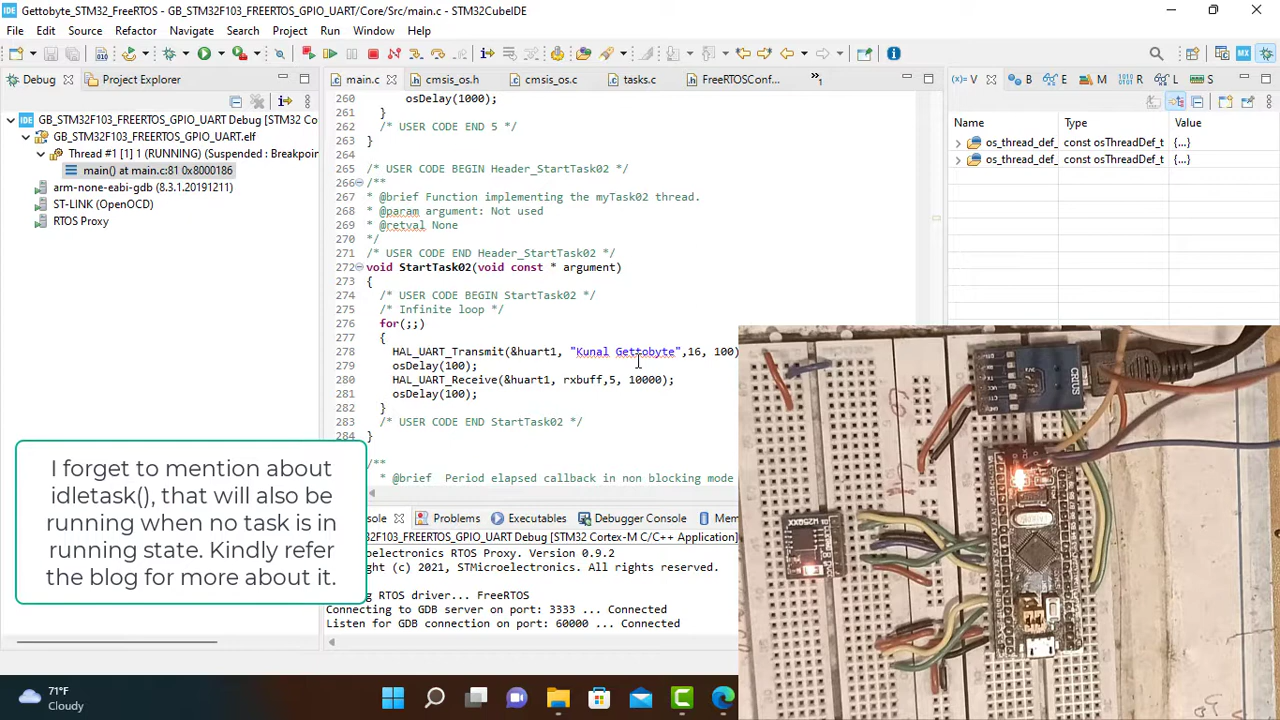 Gettobyte_STM32_FreeRTOS - GB_STM32F103_FREERTOS_GPIO_UART/Core/Src/main.c - STM32CubeIDE
File Edit Source Refactor Navigate Search Project Run Window Help
Debug Project Explorer
main.c cmsis_os.h cmsis_os.c tasks.c FreeRTOSConf... »1
(x)= V B E M R L S
GB_STM32F103_FREERTOS_GPIO_UART Debug [STM32 Co
GB_STM32F103_FREERTOS_GPIO_UART.elf
Thread #1 [1] 1 (RUNNING) (Suspended : Breakpoin
main() at main.c:81 0x8000186
arm-none-eabi-gdb (8.3.1.20191211)
ST-LINK (OpenOCD)
RTOS Proxy
260 osDelay(1000);
261 }
262 /* USER CODE END 5 */
263 }
264
265 /* USER CODE BEGIN Header_StartTask02 */
266 /**
267 * @brief Function implementing the myTask02 thread.
268 * @param argument: Not used
269 * @retval None
270 */
271 /* USER CODE END Header_StartTask02 */
272 void StartTask02(void const * argument)
273 {
274 /* USER CODE BEGIN StartTask02 */
275 /* Infinite loop */
276 for(;;)
277 {
278 HAL_UART_Transmit(&huart1, "Kunal Gettobyte",16, 100)
279 osDelay(100);
280 HAL_UART_Receive(&huart1, rxbuff,5, 10000);
281 osDelay(100);
282 }
283 /* USER CODE END StartTask02 */
284 }
/**
* @brief Period elapsed callback in non blocking mode
Name Type Value
os_thread_def_ const osThreadDef_t {...}
os_thread_def_ const osThreadDef_t {...}
I forget to mention about
idletask(), that will also be
running when no task is in
running state. Kindly refer
the blog for more about it.
sole Problems Executables Debugger Console Mem
GB_STM32F103_FREERTOS_GPIO_UART Debug [STM32 Cortex-M C/C++ Application]
oelectronics RTOS Proxy. Version 0.9.2
ht (c) 2021, STMicroelectronics. All rights reserved.
ng RTOS driver... FreeRTOS
Connecting to GDB server on port: 3333 ... Connected
Listen for GDB connection on port: 60000 ... Connected
CRIUS
71°F
Cloudy